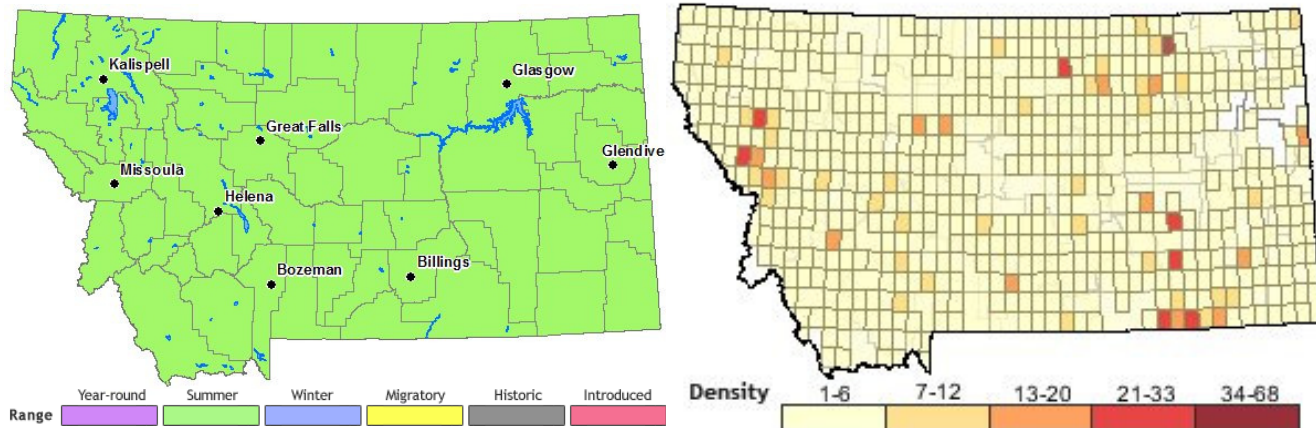 Kalispell
Glasgow
Great Falls
Glendive
Missoula
Helena
Bozeman
Billings
Year-round Summer Winter Migratory Historic Introduced
Range
Density 1-6 7-12 13-20 21-33 34-68